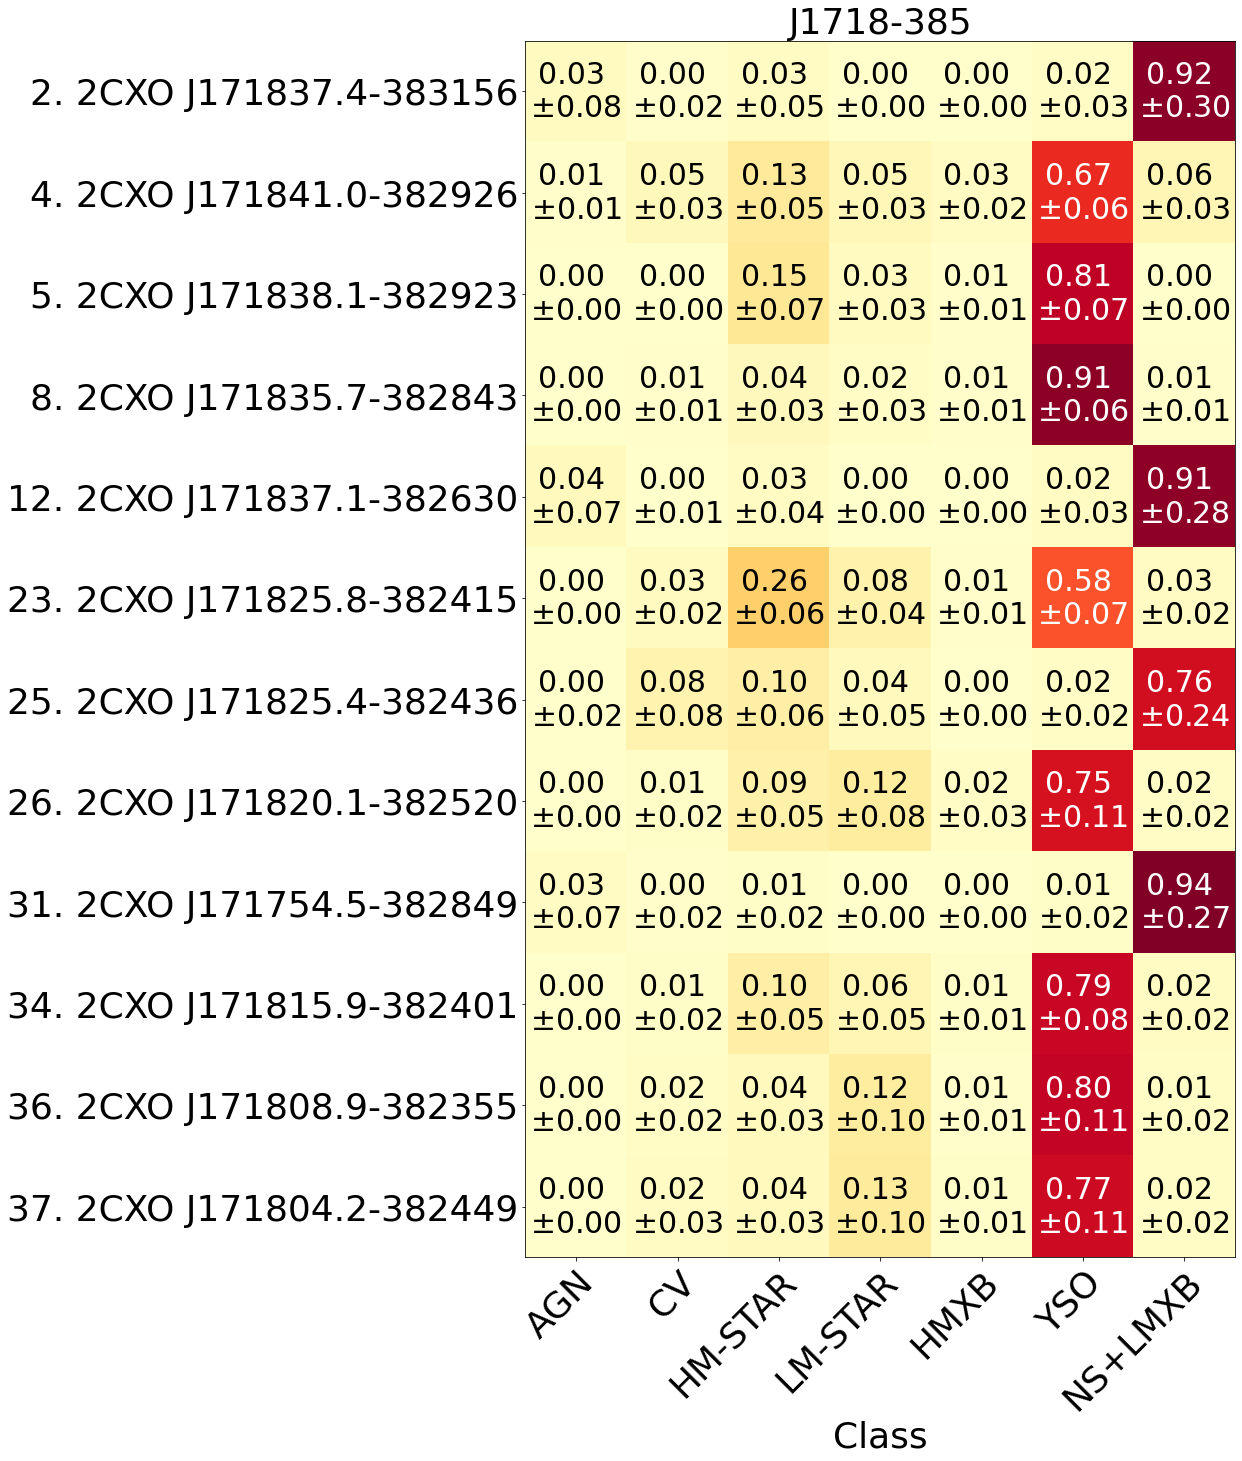 J1718-385
2. 2CXO J171837.4-383156
0.03 0.00 0.03 0.00 0.00 0.02 0.92
±0.08 ±0.02 ±0.05 ±0.00 ±0.00 ±0.03 ±0.30
4. 2CXO J171841.0-382926
0.01 0.05 0.13 0.05 0.03 0.67 0.06
±0.01 ±0.03 ±0.05 ±0.03 ±0.02 ±0.06 ±0.03
5. 2CXO J171838.1-382923
0.00 0.00 0.15 0.03 0.01 0.81 0.00
±0.00 ±0.00 ±0.07 ±0.03 ±0.01 ±0.07 ±0.00
8. 2CXO J171835.7-382843
0.00 0.01 0.04 0.02 0.01 0.91 0.01
±0.00 ±0.01 ±0.03 ±0.03 ±0.01 ±0.06 ±0.01
12. 2CXO J171837.1-382630
0.04 0.00 0.03 0.00 0.00 0.02 0.91
±0.07 ±0.01 ±0.04 ±0.00 ±0.00 ±0.03 ±0.28
23. 2CXO J171825.8-382415
0.00 0.03 0.26 0.08 0.01 0.58 0.03
±0.00 ±0.02 ±0.06 ±0.04 ±0.01 ±0.07 ±0.02
25. 2CXO J171825.4-382436
0.00 0.08 0.10 0.04 0.00 0.02 0.76
±0.02 ±0.08 ±0.06 ±0.05 ±0.00 ±0.02 ±0.24
26. 2CXO J171820.1-382520
0.00 0.01 0.09 0.12 0.02 0.75 0.02
±0.00 ±0.02 ±0.05 ±0.08 ±0.03 ±0.11 ±0.02
31. 2CXO J171754.5-382849
0.03 0.00 0.01 0.00 0.00 0.01 0.94
±0.07 ±0.02 ±0.02 ±0.00 ±0.00 ±0.02 ±0.27
34. 2CXO J171815.9-382401
0.00 0.01 0.10 0.06 0.01 0.79 0.02
±0.00 ±0.02 ±0.05 ±0.05 ±0.01 ±0.08 ±0.02
36. 2CXO J171808.9-382355
0.00 0.02 0.04 0.12 0.01 0.80 0.01
±0.00 ±0.02 ±0.03 ±0.10 ±0.01 ±0.11 ±0.02
37. 2CXO J171804.2-382449
0.00 0.02 0.04 0.13 0.01 0.77 0.02
±0.00 ±0.03 ±0.03 ±0.10 ±0.01 ±0.11 ±0.02
AGN CV HM-STAR LM-STAR HMXB YSO NS+LMXB
Class